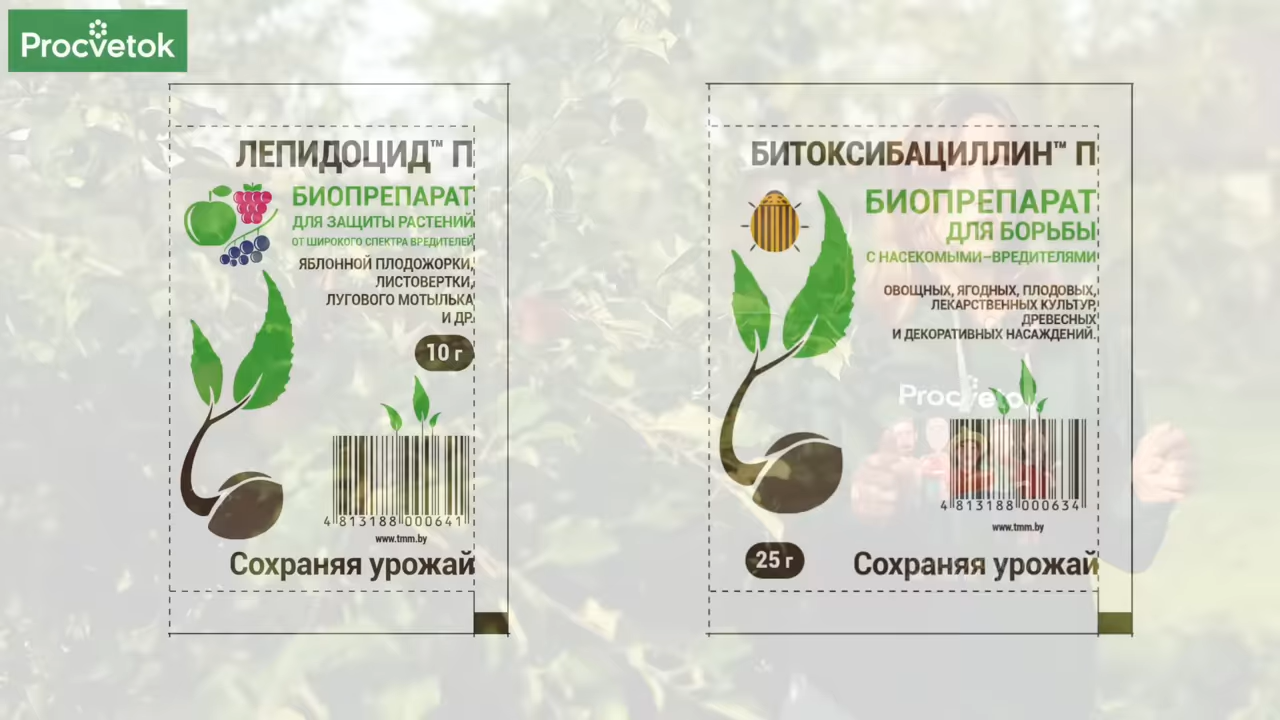 Procvetok
ЛЕПИДОЦИД™ П
БИОПРЕПАРАТ
ДЛЯ ЗАЩИТЫ РАСТЕНИЙ
ОТ ШИРОКОГО СПЕКТРА ВРЕДИТЕЛЕЙ
ЯБЛОННОЙ ПЛОДОЖОРКИ,
ЛИСТОВЕРТКИ,
ЛУГОВОГО МОТЫЛЬКА
И ДР.
10 г
4 813188 000641
www.tmm.by
Сохраняя урожай
БИТОКСИБАЦИЛЛИН™ П
БИОПРЕПАРАТ
ДЛЯ БОРЬБЫ
С НАСЕКОМЫМИ-ВРЕДИТЕЛЯМИ
ОВОЩНЫХ, ЯГОДНЫХ, ПЛОДОВЫХ,
ЛЕКАРСТВЕННЫХ КУЛЬТУР,
ДРЕВЕСНЫХ
И ДЕКОРАТИВНЫХ НАСАЖДЕНИЙ.
Procvetok
4 813188 000634
www.tmm.by
25 г
Сохраняя урожай